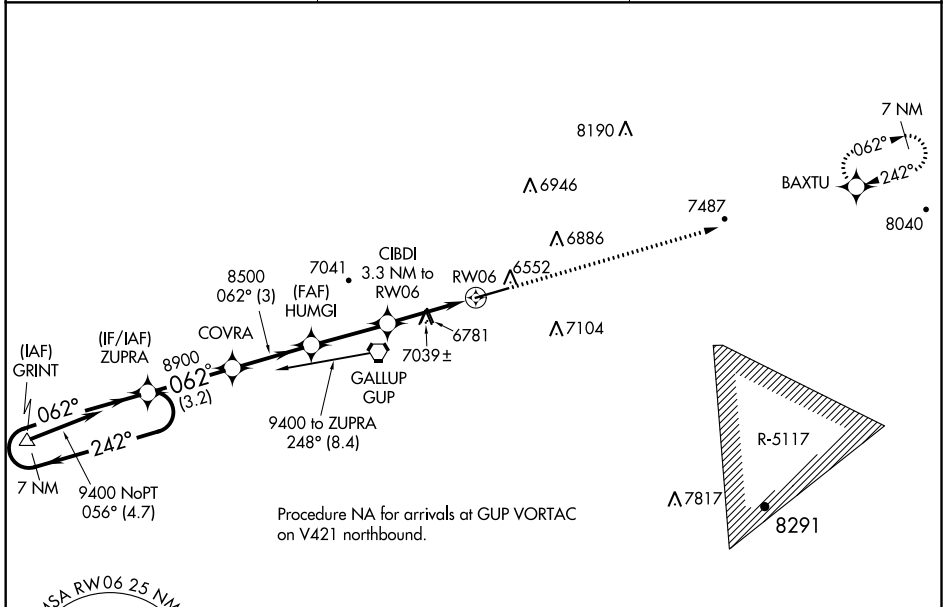 7 NM
8190
062°
242°
BAXTU
6946
7487
8040
6886
CIBDI
3.3 NM to
RW06
RW06
6552
8500
062° (3)
7041
(FAF)
HUMGI
COVRA
6781
7104
7039 ±
(IF/IAF)
ZUPRA
8900
062°
(3.2)
(IAF)
GRINT
GALLUP
GUP
062°
242°
9400 to ZUPRA
248° (8.4)
R-5117
7 NM
9400 NoPT
056° (4.7)
7817
8291
Procedure NA for arrivals at GUP VORTAC
on V421 northbound.
MSA RW06 25 NM